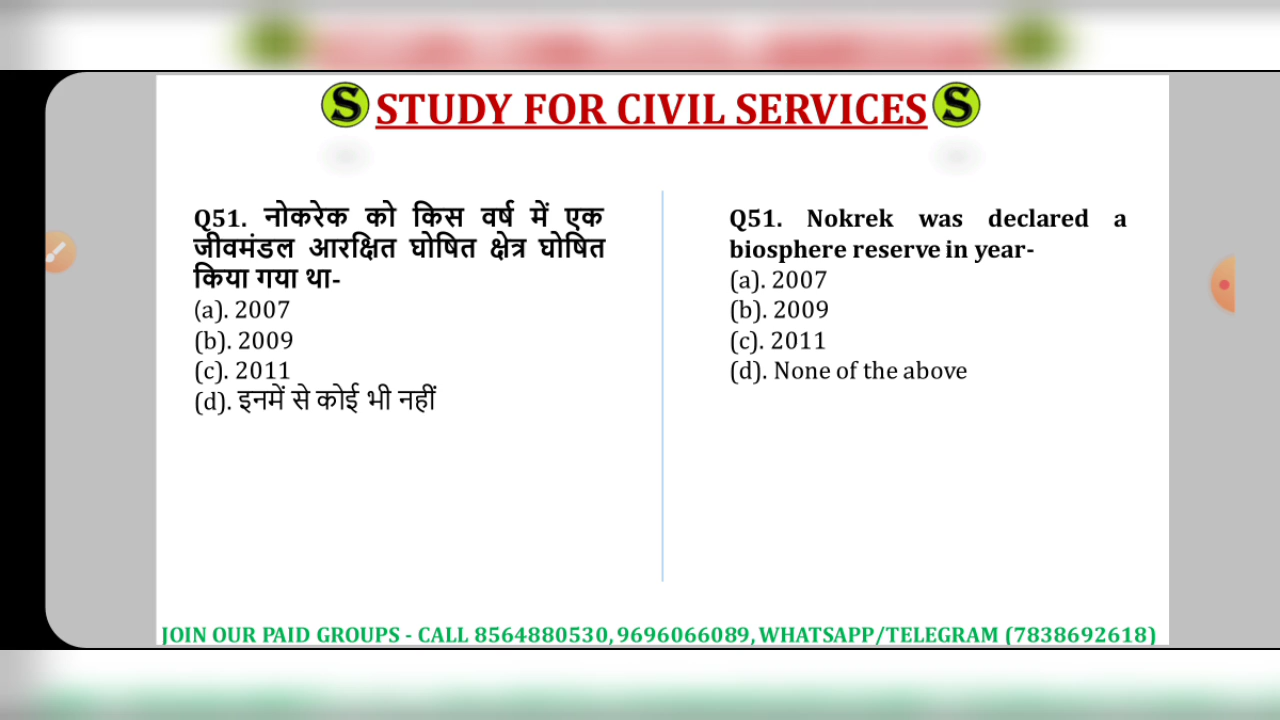 S STUDY FOR CIVIL SERVICES S
Q51. नोकरेक को किस वर्ष में एक
जीवमंडल आरक्षित घोषित क्षेत्र घोषित
किया गया था-
(a). 2007
(b). 2009
(c). 2011
(d). इनमें से कोई भी नहीं
Q51. Nokrek was declared a
biosphere reserve in year-
(a). 2007
(b). 2009
(c). 2011
(d). None of the above
JOIN OUR PAID GROUPS - CALL 8564880530, 9696066089, WHATSAPP/TELEGRAM (7838692618)